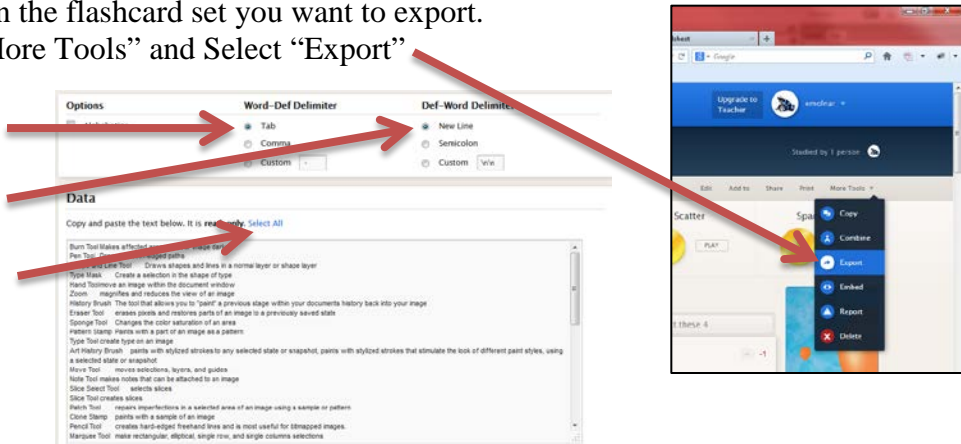 n the flashcard set you want to export.
ore Tools” and Select “Export”
Options
Word-Def Delimiter
Def-Word Delimiter
Tab
New Line
Comma
Semicolon
Custom -
Custom \n\n
Data
Copy and paste the text below. It is Select All
Burn Tool Makes affected image
Pen Tool paths
Tool Draws shapes and lines in a normal layer or shape layer
Type Mask Create a selection in the shape of type
Hand Tool move an image within the document window
Zoom magnifies and reduces the view of an image
History Brush The tool that allows you to "paint" a previous stage within your documents history back into your image
Eraser Tool erases pixels and restores parts of an image to a previously saved state
Sponge Tool Changes the color saturation of an area
Pattern Stamp Paints with a part of an image as a pattern
Type Tool create type on an image
Art History Brush paints with stylized strokes to any selected state or snapshot, paints with stylized strokes that stimulate the look of different paint styles, using
a selected state or snapshot
Move Tool moves selections, layers, and guides
Note Tool makes notes that can be attached to an image
Slice Select Tool selects slices
Slice Tool creates slices
Patch Tool repairs imperfections in a selected area of an image using a sample or pattern
Clone Stamp paints with a sample of an image
Pencil Tool creates hard-edged freehand lines and is most useful for bitmapped images.
Marquee Tool make rectangular, elliptical, single row, and single columns selections
Google
Upgrade to
Teacher
Studied by 1 person
Edit Add to Share Print More Tools
Scatter
Spa
PLAY
Copy
Combine
Export
Embed
Report
Delete
t these 4
-1